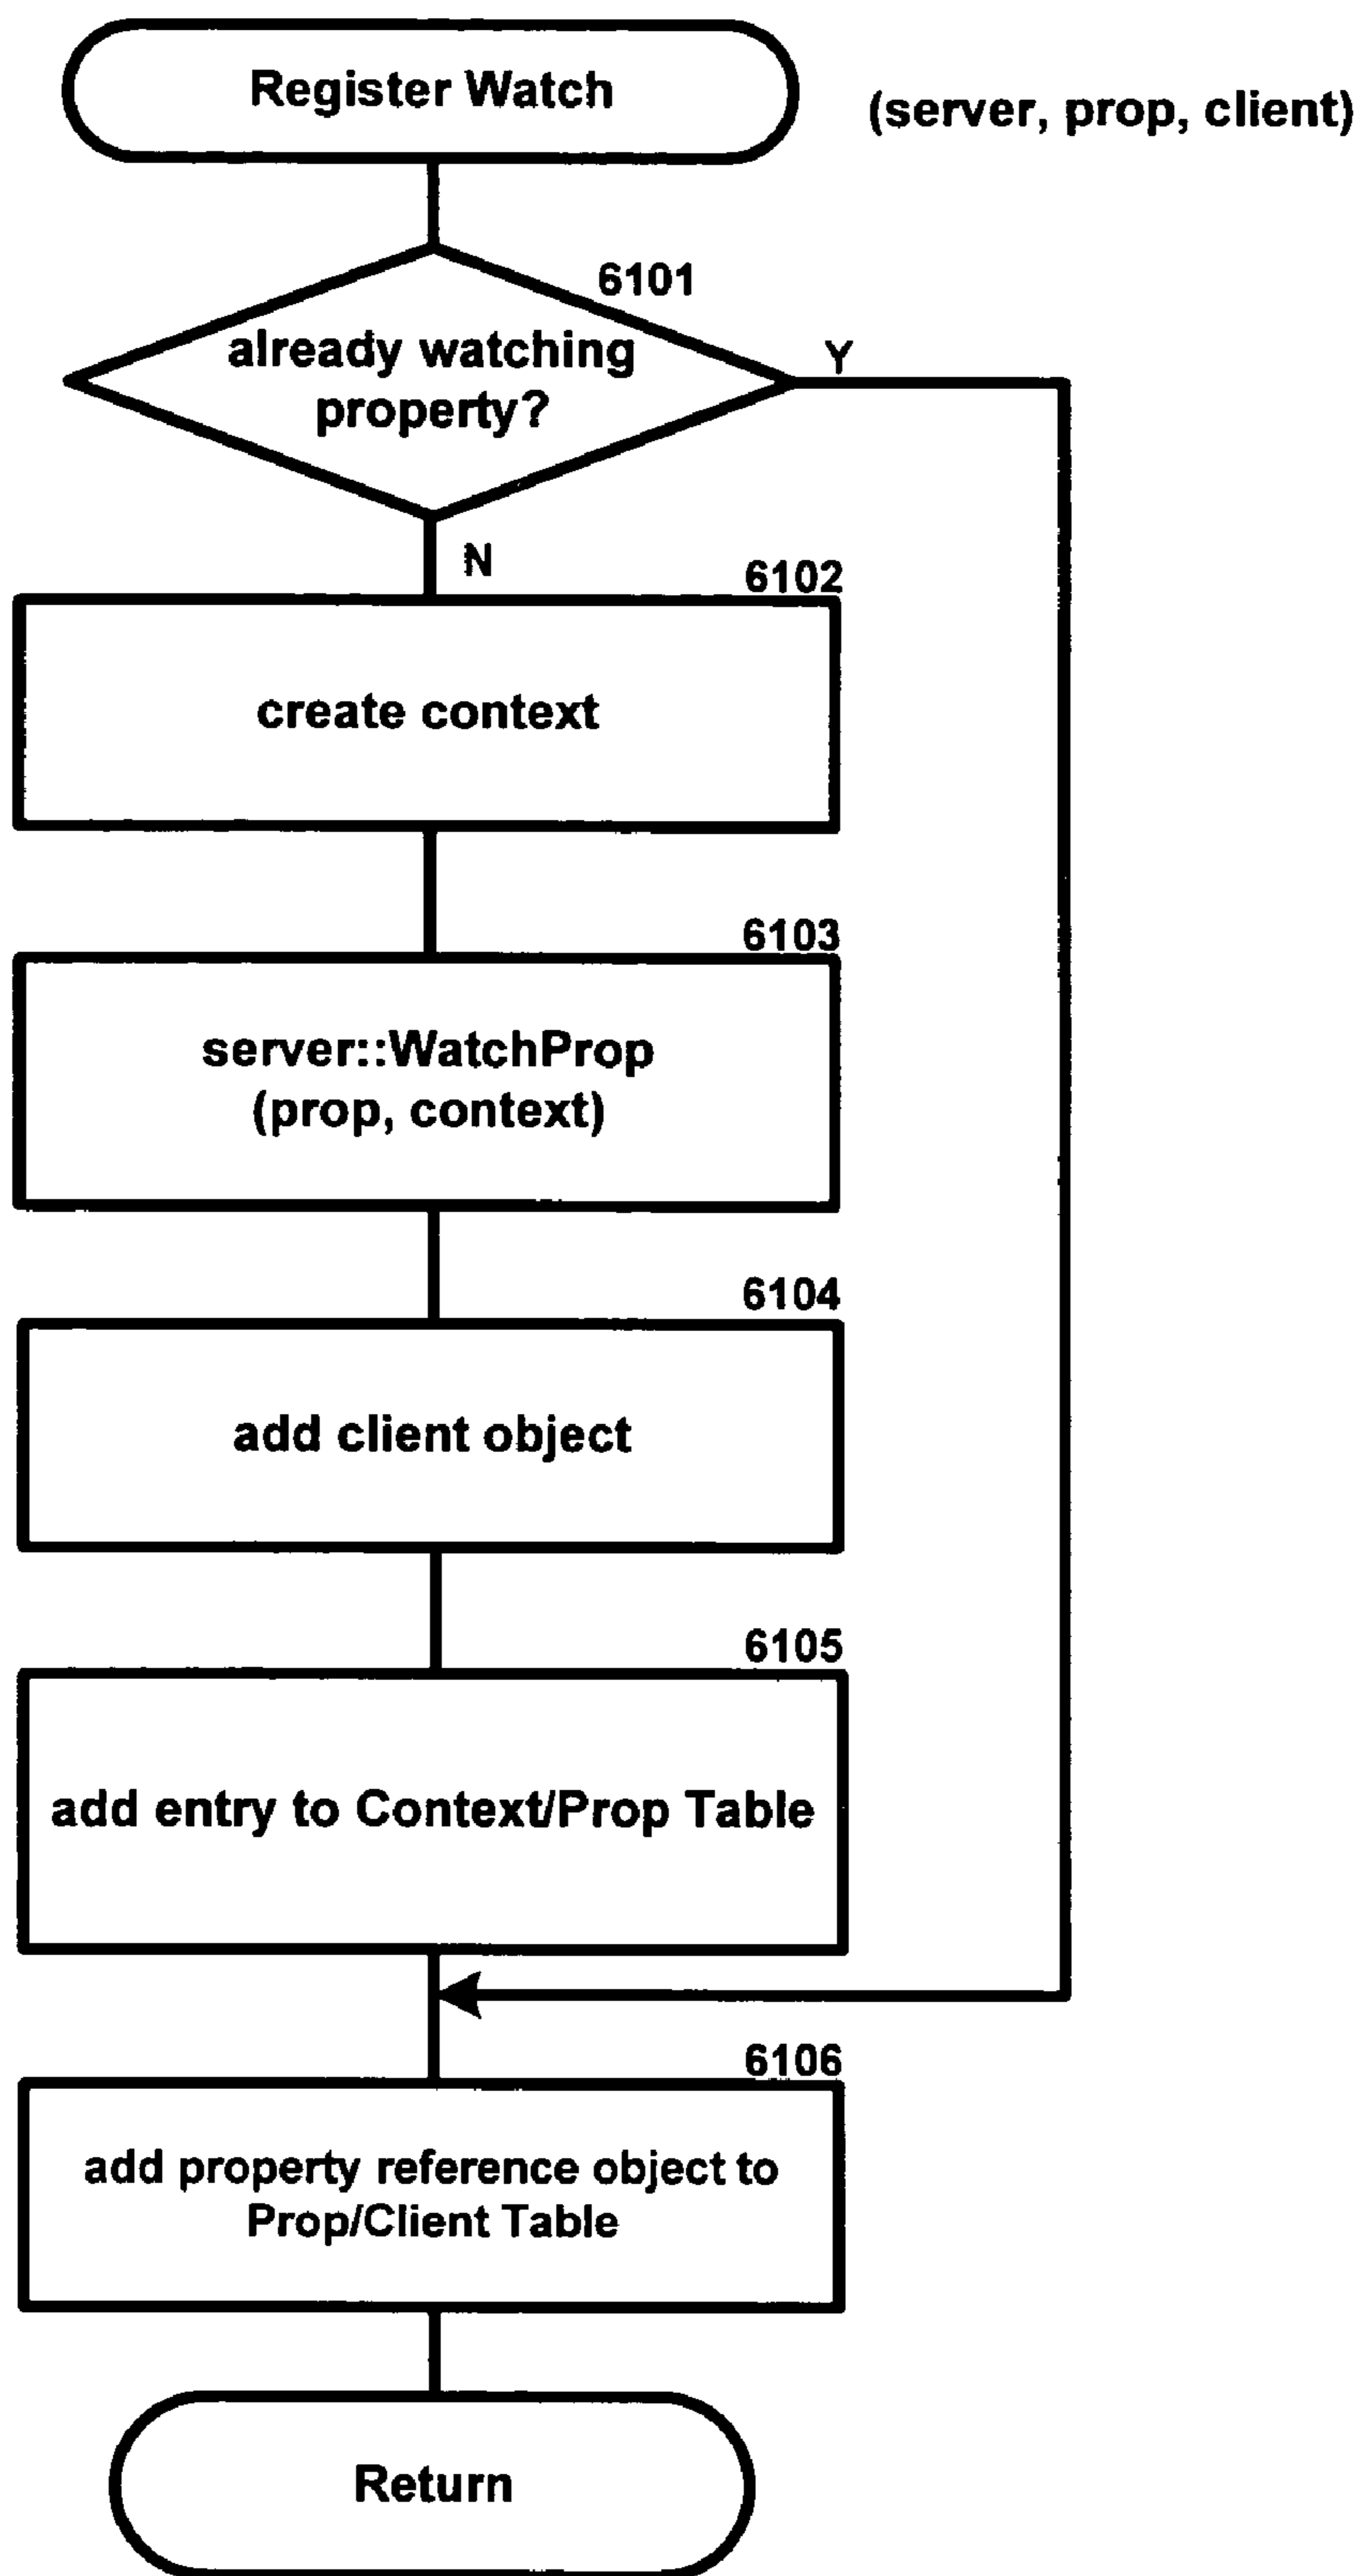 Register Watch
(server, prop, client)
6101
already watching
property?
Y
N
6102
create context
6103
server::WatchProp
(prop, context)
6104
add client object
6105
add entry to Context/Prop Table
6106
add property reference object to
Prop/Client Table
Return